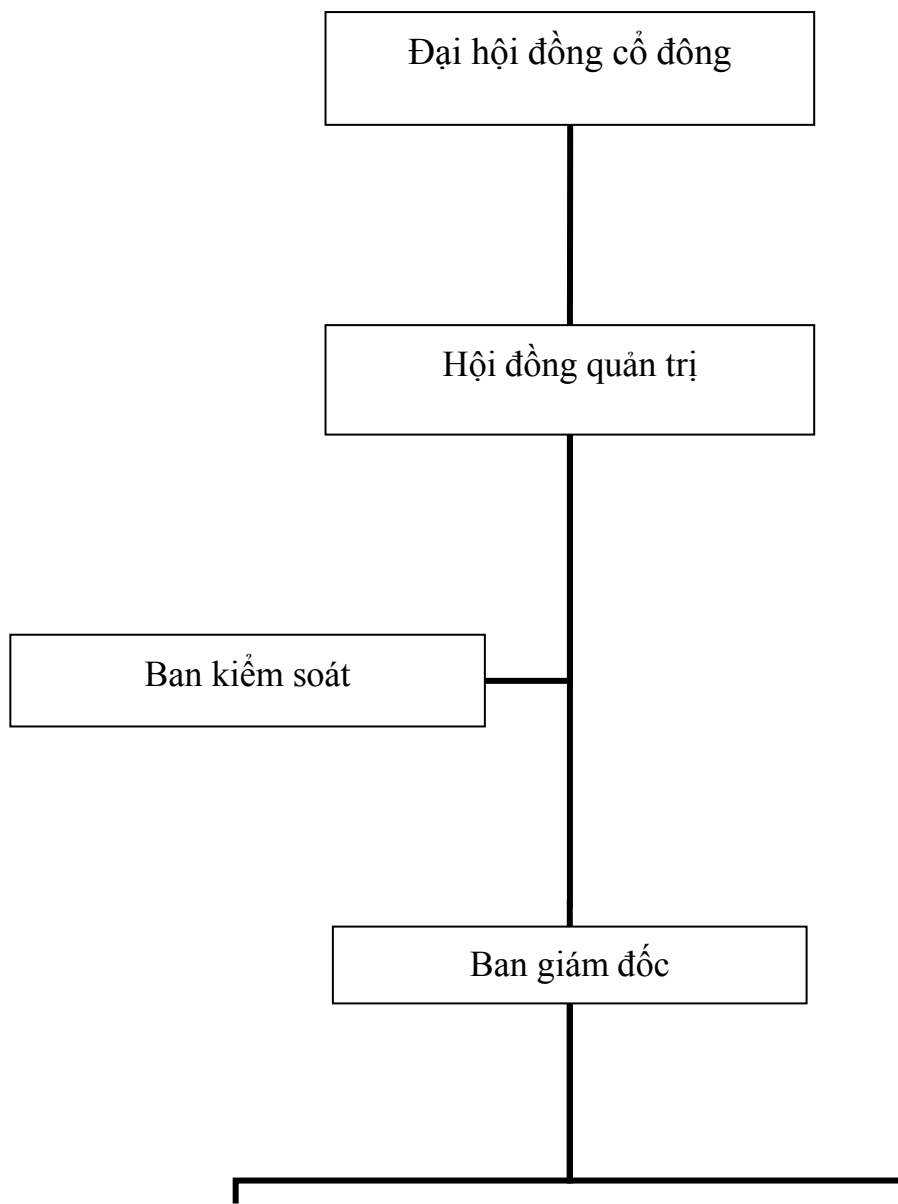 Đại hội đồng cổ đông
Hội đồng quản trị
Ban kiểm soát
Ban giám đốc